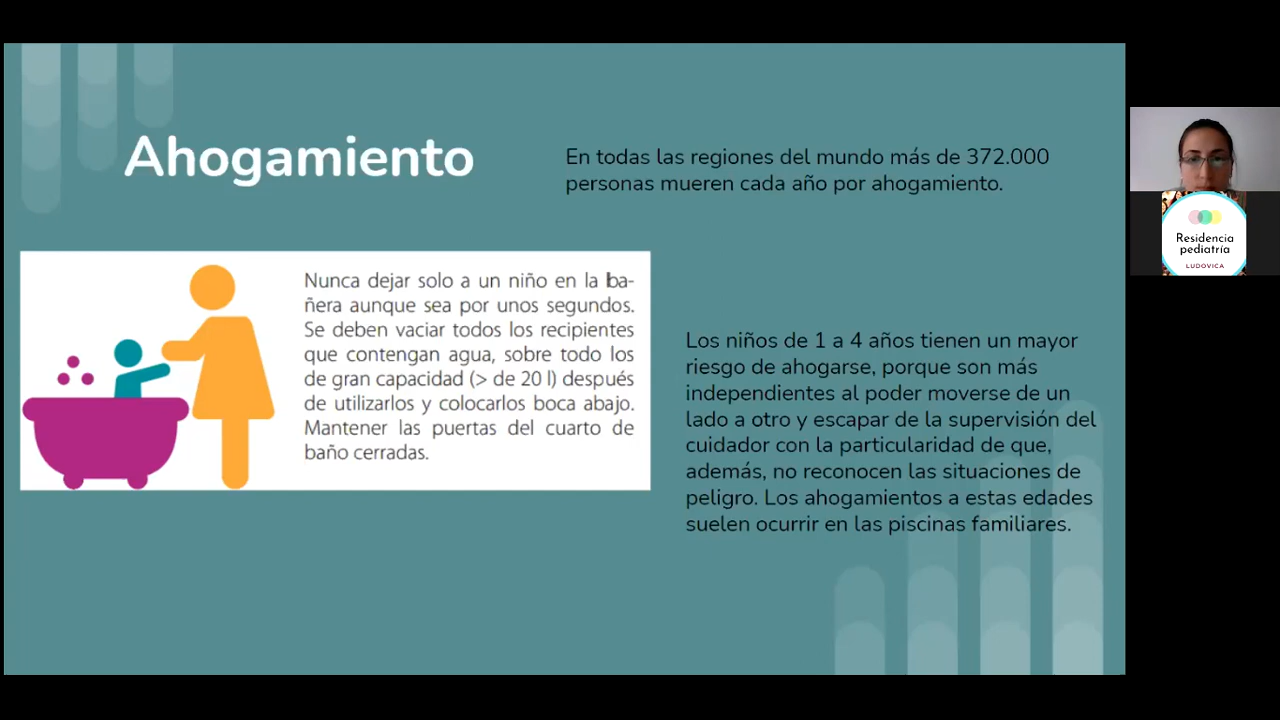 Ahogamiento
En todas las regiones del mundo más de 372.000
personas mueren cada año por ahogamiento.
Nunca dejar solo a un niño en la ba-
ñera aunque sea por unos segundos.
Se deben vaciar todos los recipientes
que contengan agua, sobre todo los
de gran capacidad (> de 20 l) después
de utilizarlos y colocarlos boca abajo.
Mantener las puertas del cuarto de
baño cerradas.
Los niños de 1 a 4 años tienen un mayor
riesgo de ahogarse, porque son más
independientes al poder moverse de un
lado a otro y escapar de la supervisión del
cuidador con la particularidad de que,
además, no reconocen las situaciones de
peligro. Los ahogamientos a estas edades
suelen ocurrir en las piscinas familiares.
Residencia
pediatría
LUDOVICA